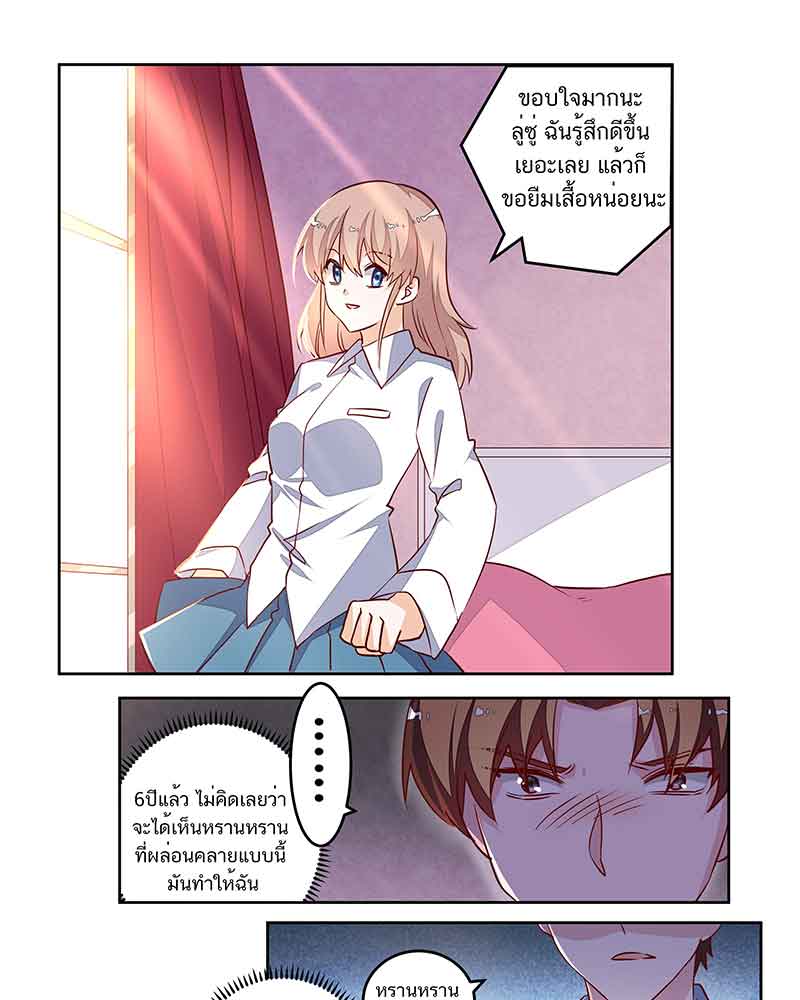 ขอบใจมากนะ
ลู่ซู่ ฉันรู้สึกดีขึ้น
เยอะเลย แล้วก็
ขอยืมเสื้อหน่อยนะ
6ปีแล้ว ไม่คิดเลยว่า
จะได้เห็นหรานหราน
ที่ผล่อนคลายแบบนี้
มันทำให้ฉัน
หรานหราน